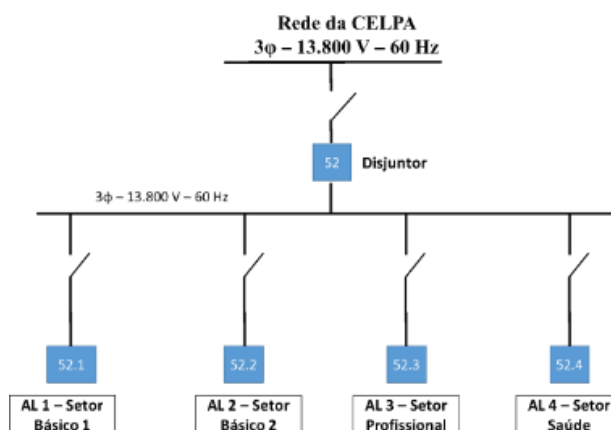 Rede da CELPA
3φ – 13.800 V – 60 Hz
52
Disjuntor
3ϕ – 13.800 V – 60 Hz
52.1
52.2
52.3
52.4
AL 1 – Setor
Básico 1
AL 2 – Setor
Básico 2
AL 3 – Setor
Profissional
AL 4 – Setor
Saúde